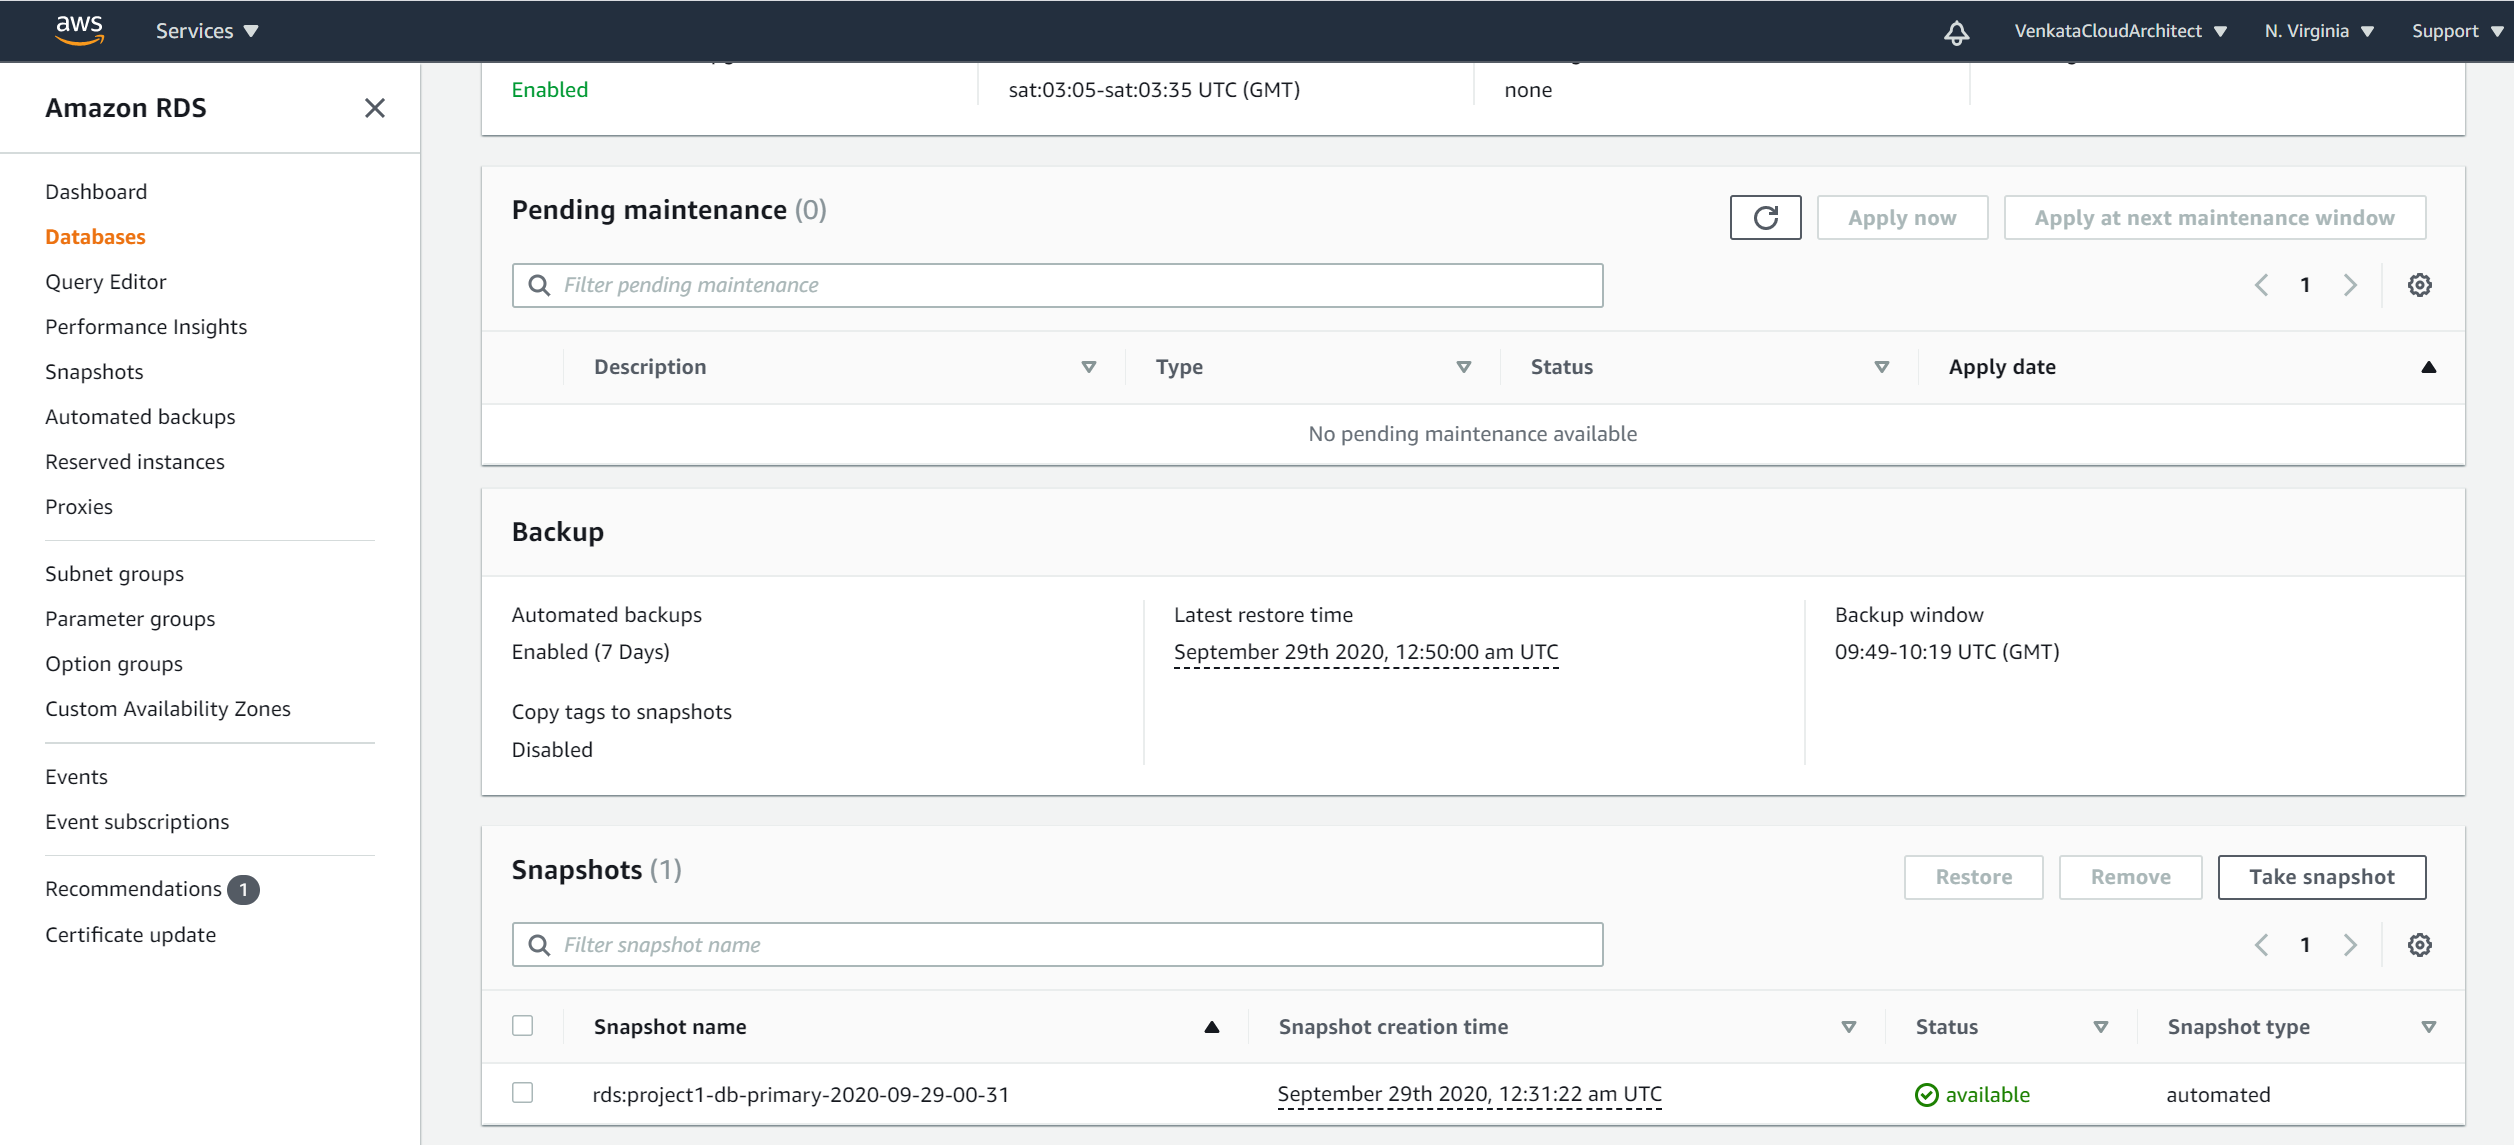 aws Services VenkataCloudArchitect N. Virginia Support
Amazon RDS
Dashboard
Databases
Query Editor
Performance Insights
Snapshots
Automated backups
Reserved instances
Proxies
Subnet groups
Parameter groups
Option groups
Custom Availability Zones
Events
Event subscriptions
Recommendations 1
Certificate update
Enabled sat:03:05-sat:03:35 UTC (GMT) none
Pending maintenance (0) Apply now Apply at next maintenance window
Filter pending maintenance 1
Description Type Status Apply date
No pending maintenance available
Backup
Automated backups
Enabled (7 Days)
Copy tags to snapshots
Disabled
Latest restore time
September 29th 2020, 12:50:00 am UTC
Backup window
09:49-10:19 UTC (GMT)
Snapshots (1) Restore Remove Take snapshot
Filter snapshot name 1
Snapshot name Snapshot creation time Status Snapshot type
rds:project1-db-primary-2020-09-29-00-31 September 29th 2020, 12:31:22 am UTC available automated